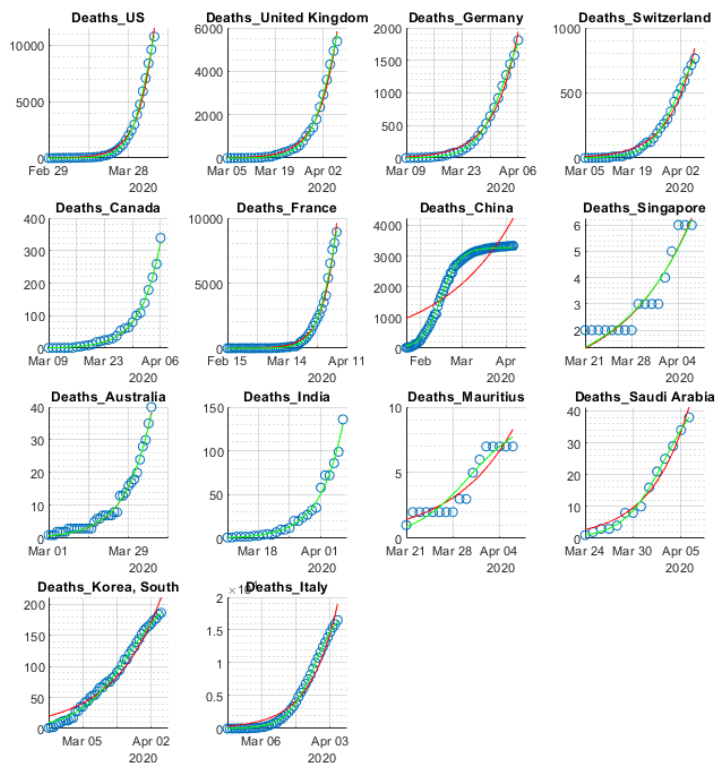 Deaths_US
10000
5000
0
Feb 29 Mar 28
2020
Deaths_United Kingdom
6000
4000
2000
0
Mar 05 Mar 19 Apr 02
2020
Deaths_Germany
2000
1500
1000
500
0
Mar 09 Mar 23 Apr 06
2020
Deaths_Switzerland
1000
500
0
Mar 05 Mar 19 Apr 02
2020
Deaths_Canada
400
300
200
100
0
Mar 09 Mar 23 Apr 06
2020
Deaths_France
10000
5000
0
Feb 15 Mar 14 Apr 11
2020
Deaths_China
4000
3000
2000
1000
0
Feb Mar Apr
2020
Deaths_Singapore
6
5
4
3
2
Mar 21 Mar 28 Apr 04
2020
Deaths_Australia
40
30
20
10
0
Mar 01 Mar 29
2020
Deaths_India
150
100
50
0
Mar 18 Apr 01
2020
Deaths_Mauritius
10
5
0
Mar 21 Mar 28 Apr 04
2020
Deaths_Saudi Arabia
40
30
20
10
0
Mar 24 Mar 30 Apr 05
2020
Deaths_Korea, South
200
150
100
50
0
Mar 05 Apr 02
2020
Deaths_Italy
2
1.5
1
0.5
0
Mar 06 Apr 03
2020